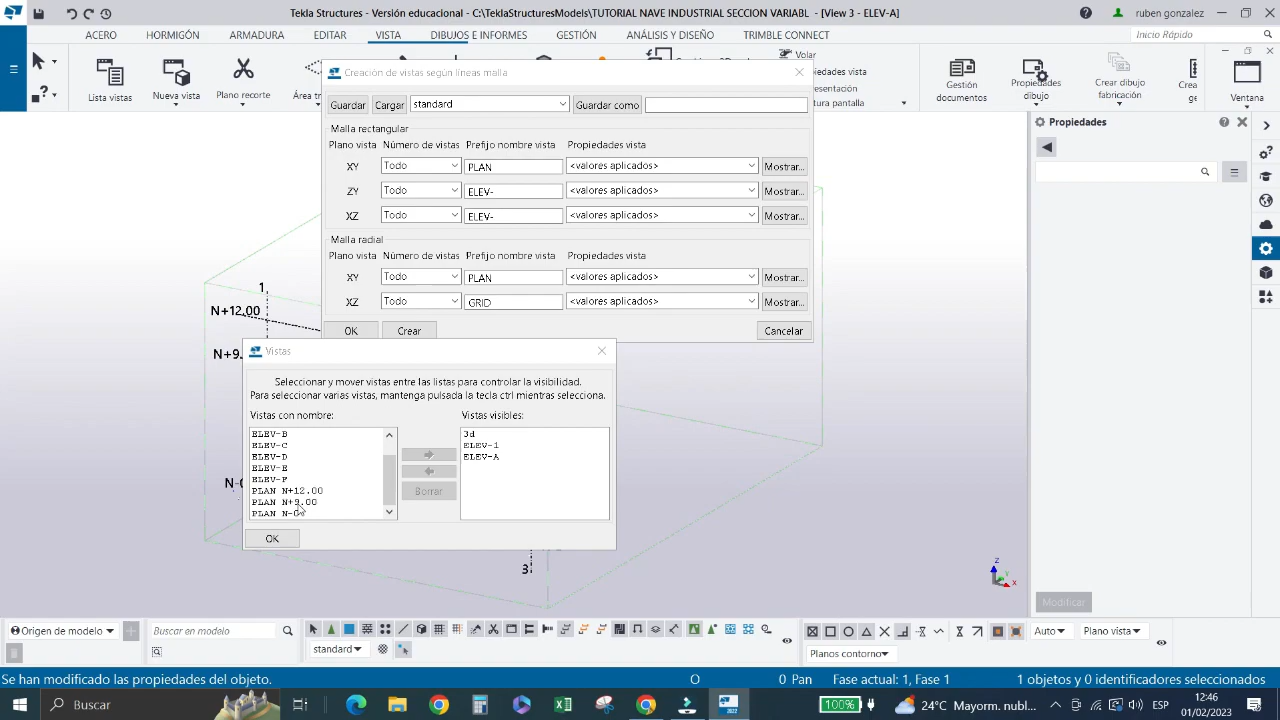 Tekla Structures - Versión educacional - C:\TeklaStructuresModels\TUTORIAL NAVE INDUSTRIAL SECCION VARIABL - [View 3 - ELEV-A]
ruben gonzalez
ACERO HORMIGÓN ARMADURA EDITAR VISTA DIBUJOS E INFORMES GESTIÓN ANÁLISIS Y DISEÑO TRIMBLE CONNECT
Inicio Rápido
Volar
Lista vistas
Nueva vista
Plano recorte
Gestión documentos
Propiedades dibujo
Crear dibujo fabricación
Ventana
Creación de vistas según líneas malla
Guardar Cargar standard Guardar como
Malla rectangular
Plano vista Número de vistas Prefijo nombre vista Propiedades vista
XY Todo PLAN <valores aplicados> Mostrar...
ZY Todo ELEV- <valores aplicados> Mostrar...
XZ Todo ELEV- <valores aplicados> Mostrar...
Malla radial
Plano vista Número de vistas Prefijo nombre vista Propiedades vista
XY Todo PLAN <valores aplicados> Mostrar...
XZ Todo GRID <valores aplicados> Mostrar...
OK Crear Cancelar
Propiedades
Modificar
1
N+12.00
N+9.
3
Vistas
Seleccionar y mover vistas entre las listas para controlar la visibilidad.
Para seleccionar varias vistas, mantenga pulsada la tecla ctrl mientras selecciona.
Vistas con nombre: Vistas visibles:
ELEV-B
ELEV-C
ELEV-D
ELEV-E
ELEV-F
PLAN N+12.00
PLAN N+9.00
3d
ELEV-1
ELEV-A
Borrar
OK
z
x
Origen de modelo
Buscar en modelo
standard
Auto
Plano vista
Planos contorno
Se han modificado las propiedades del objeto.
O
0 Pan
Fase actual: 1, Fase 1
1 objetos y 0 identificadores seleccionados
Buscar
100%
24°C Mayorm. nubl...
ESP
12:46
01/02/2023